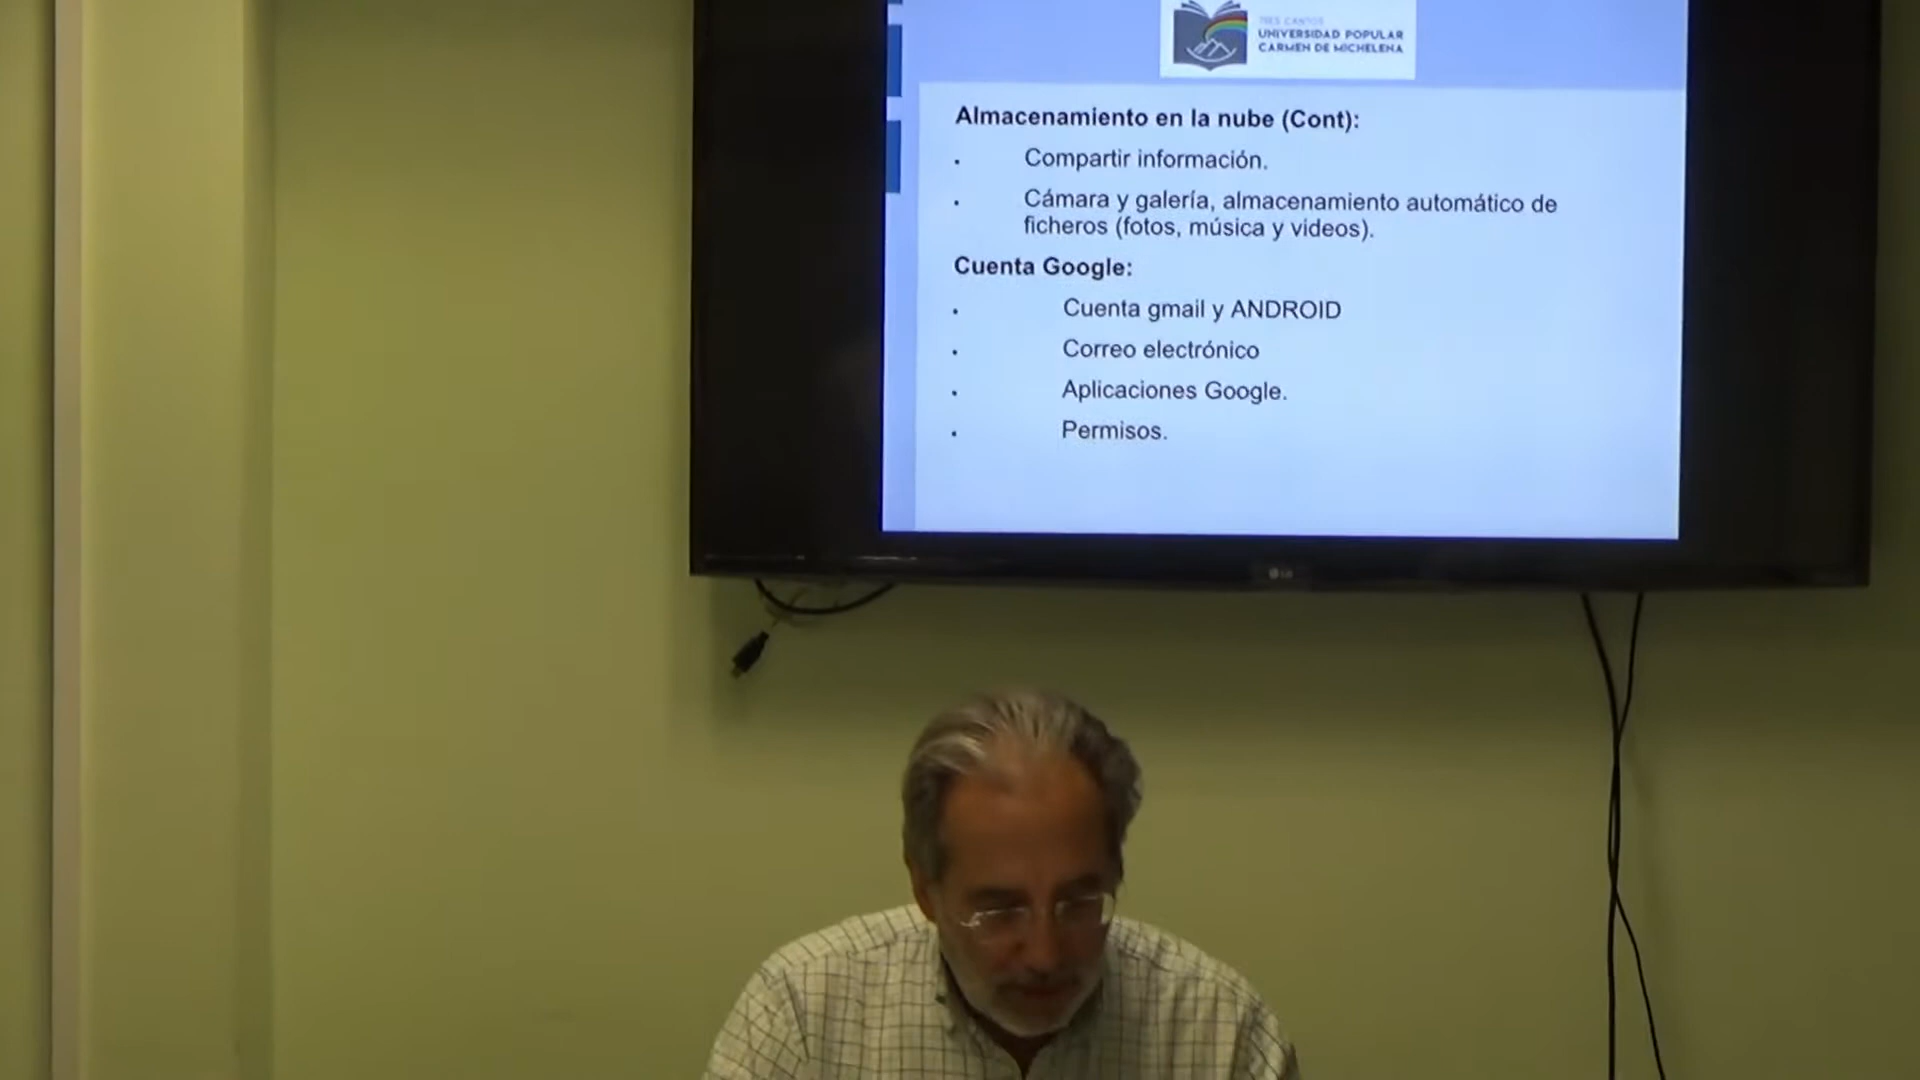 TRES CANTOS
UNIVERSIDAD POPULAR
CARMEN DE MICHELENA
Almacenamiento en la nube (Cont):
Compartir información.
Cámara y galería, almacenamiento automático de
ficheros (fotos, música y videos).
Cuenta Google:
Cuenta gmail y ANDROID
Correo electrónico
Aplicaciones Google.
Permisos.
LG